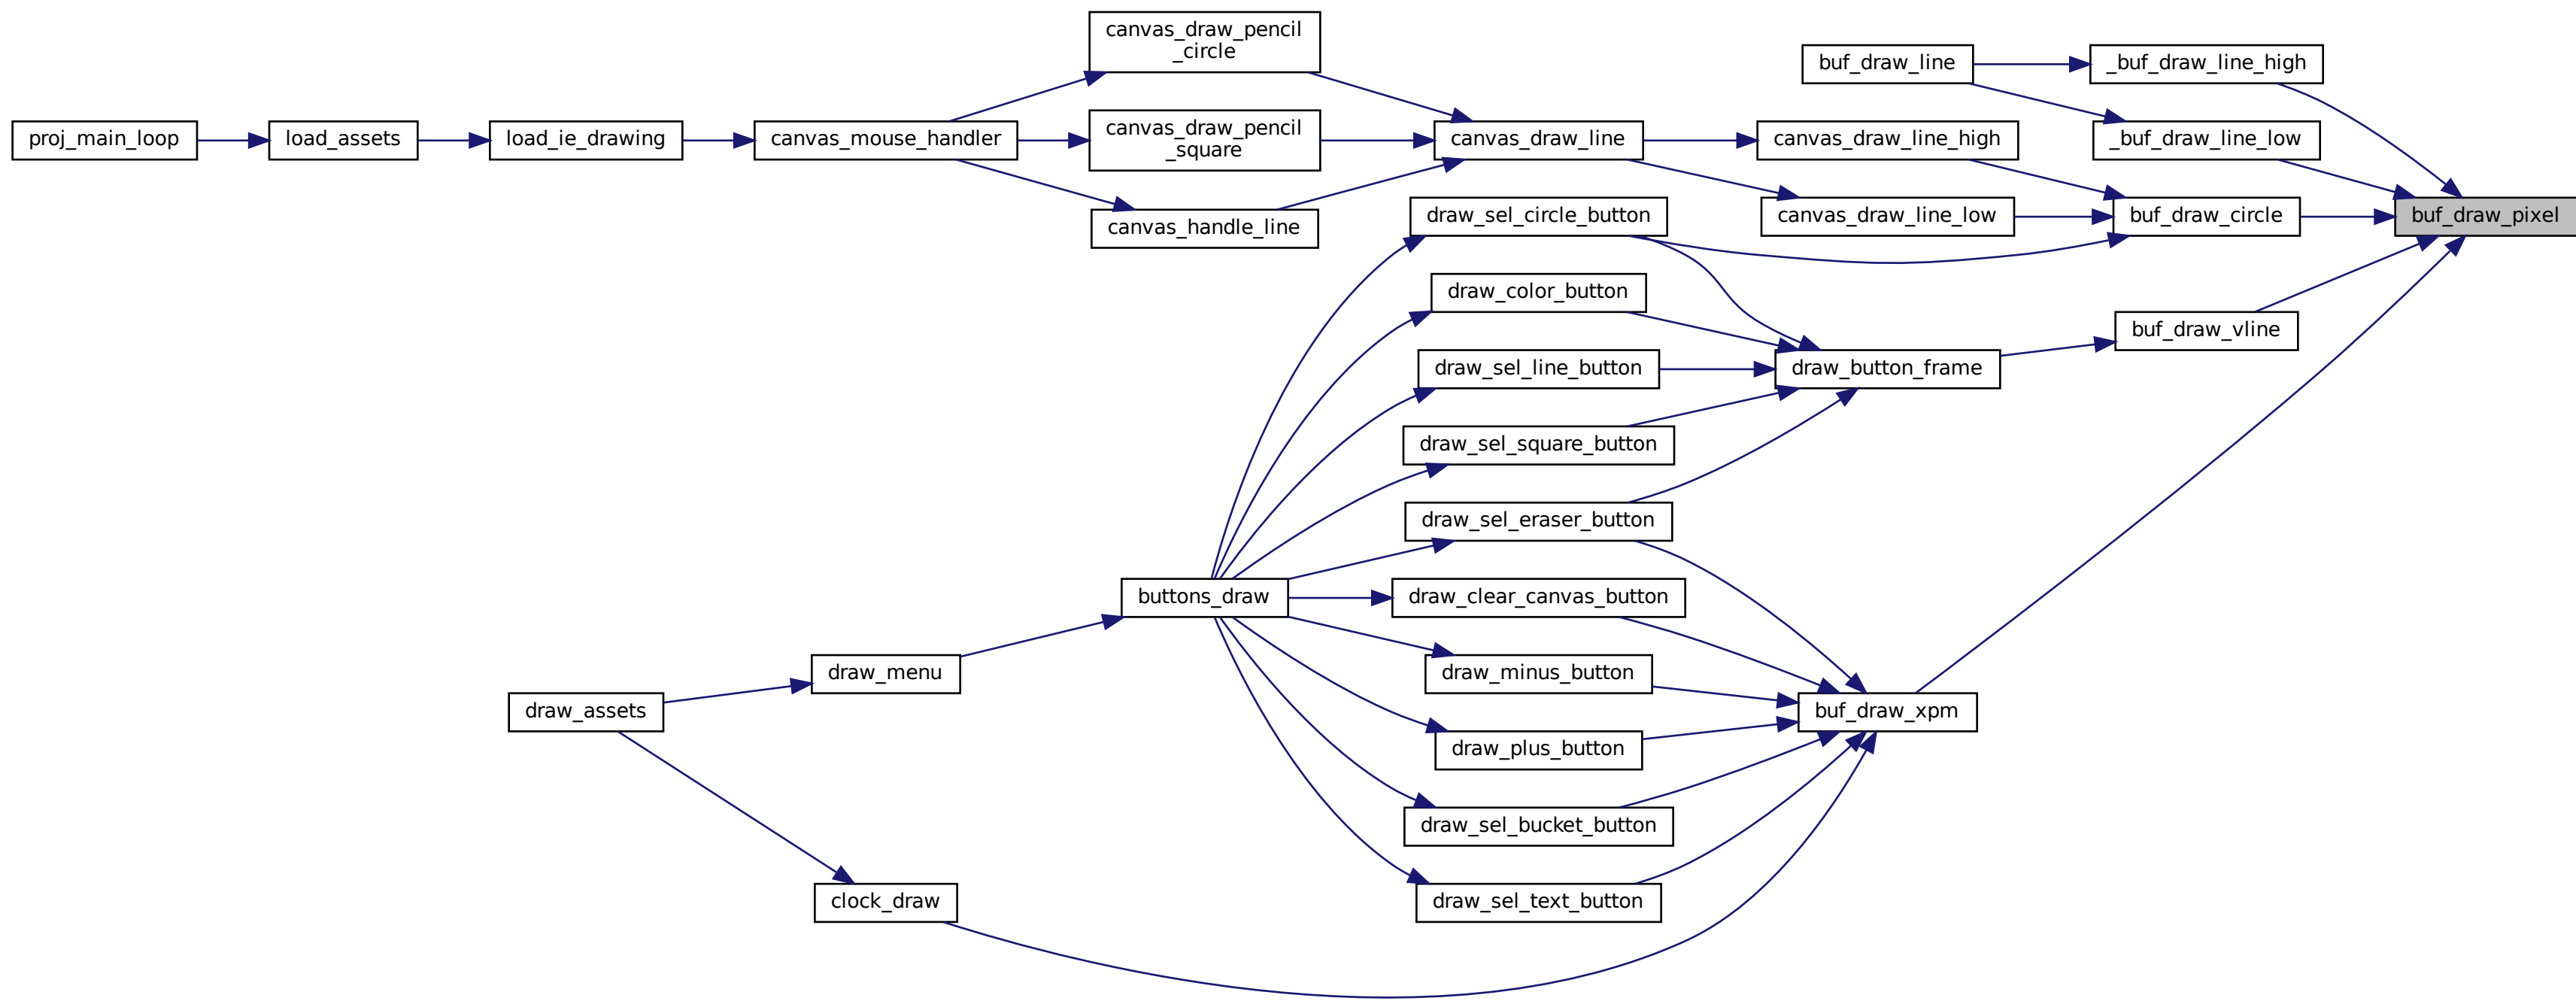 canvas_draw_pencil
_circle
buf_draw_line
_buf_draw_line_high
proj_main_loop
load_assets
load_ie_drawing
canvas_mouse_handler
canvas_draw_pencil
_square
canvas_draw_line
canvas_draw_line_high
_buf_draw_line_low
canvas_handle_line
draw_sel_circle_button
canvas_draw_line_low
buf_draw_circle
buf_draw_pixel
draw_color_button
buf_draw_vline
draw_sel_line_button
draw_button_frame
draw_sel_square_button
draw_sel_eraser_button
buttons_draw
draw_clear_canvas_button
draw_menu
draw_minus_button
draw_assets
buf_draw_xpm
draw_plus_button
draw_sel_bucket_button
clock_draw
draw_sel_text_button